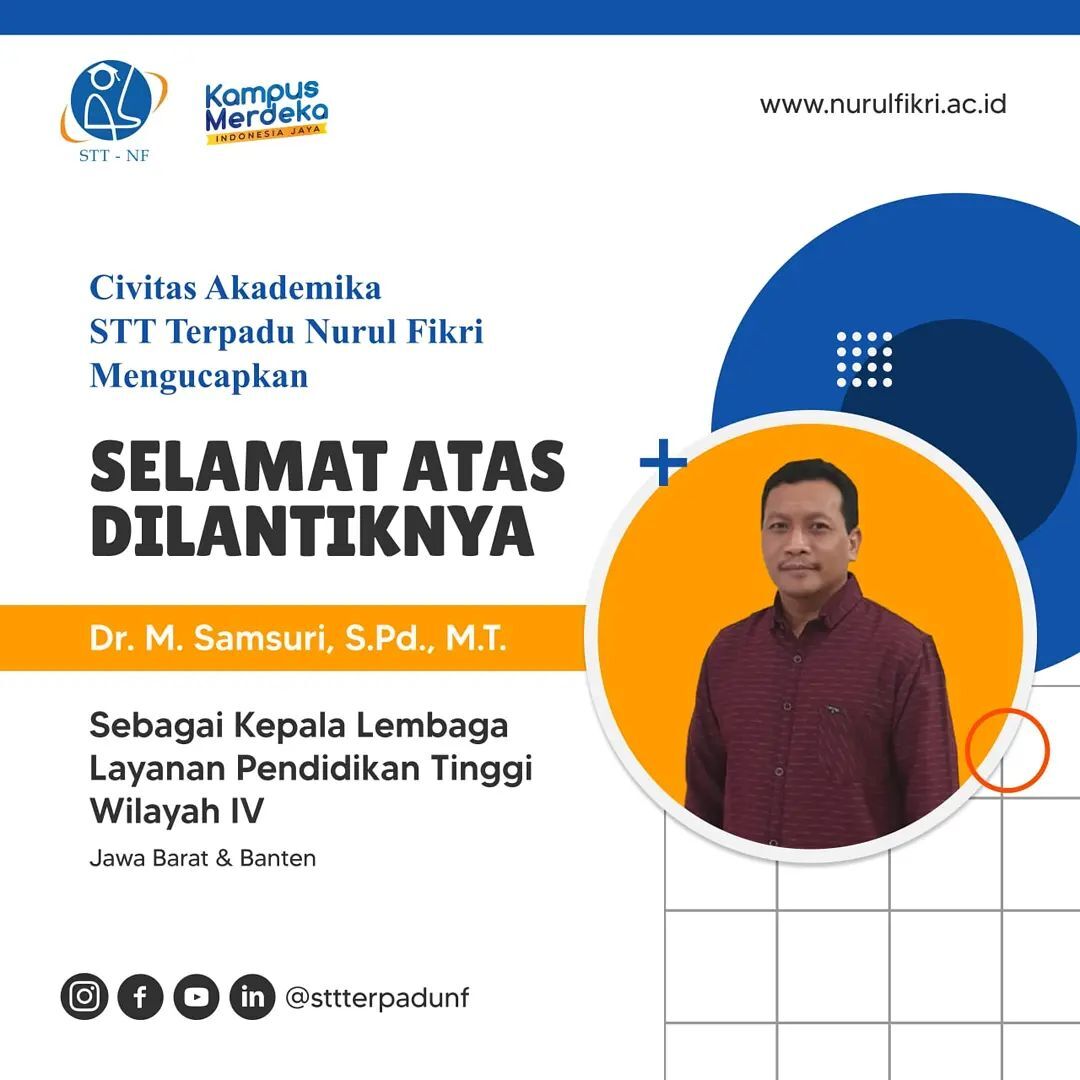 STT - NF
Kampus
Merdeka
INDONESIA JAYA
www.nurulfikri.ac.id
Civitas Akademika
STT Terpadu Nurul Fikri
Mengucapkan
SELAMAT ATAS
DILANTIKNYA
Dr. M. Samsuri, S.Pd., M.T.
Sebagai Kepala Lembaga
Layanan Pendidikan Tinggi
Wilayah IV
Jawa Barat & Banten
@sttterpadunf